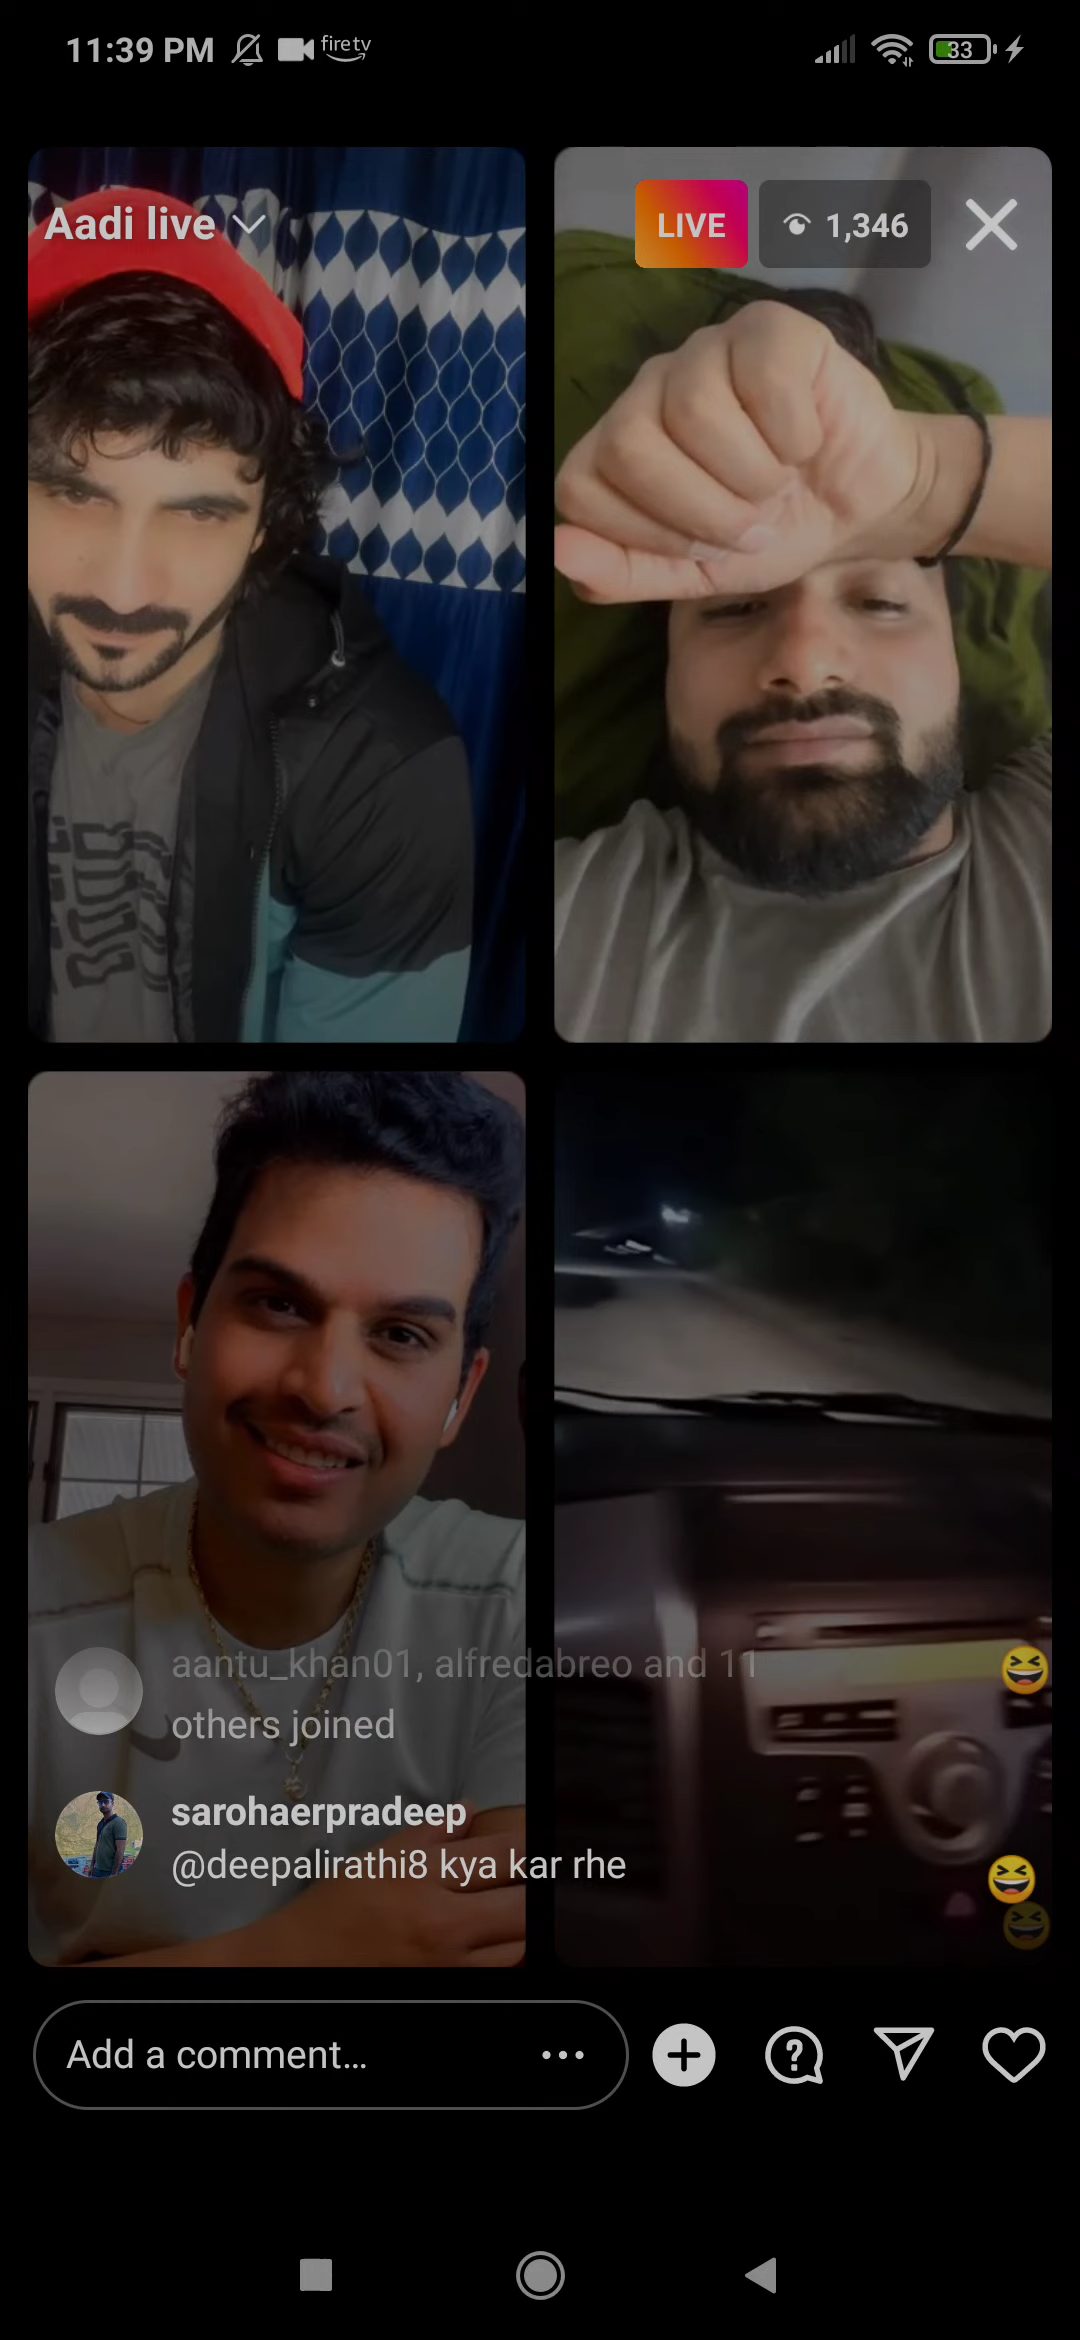 11:39 PM firetv 33
Aadi live LIVE 1,346
aantu_khan01, alfredabreo and 11
others joined
sarohaerpradeep
@deepalirathi8 kya kar rhe
Add a comment...